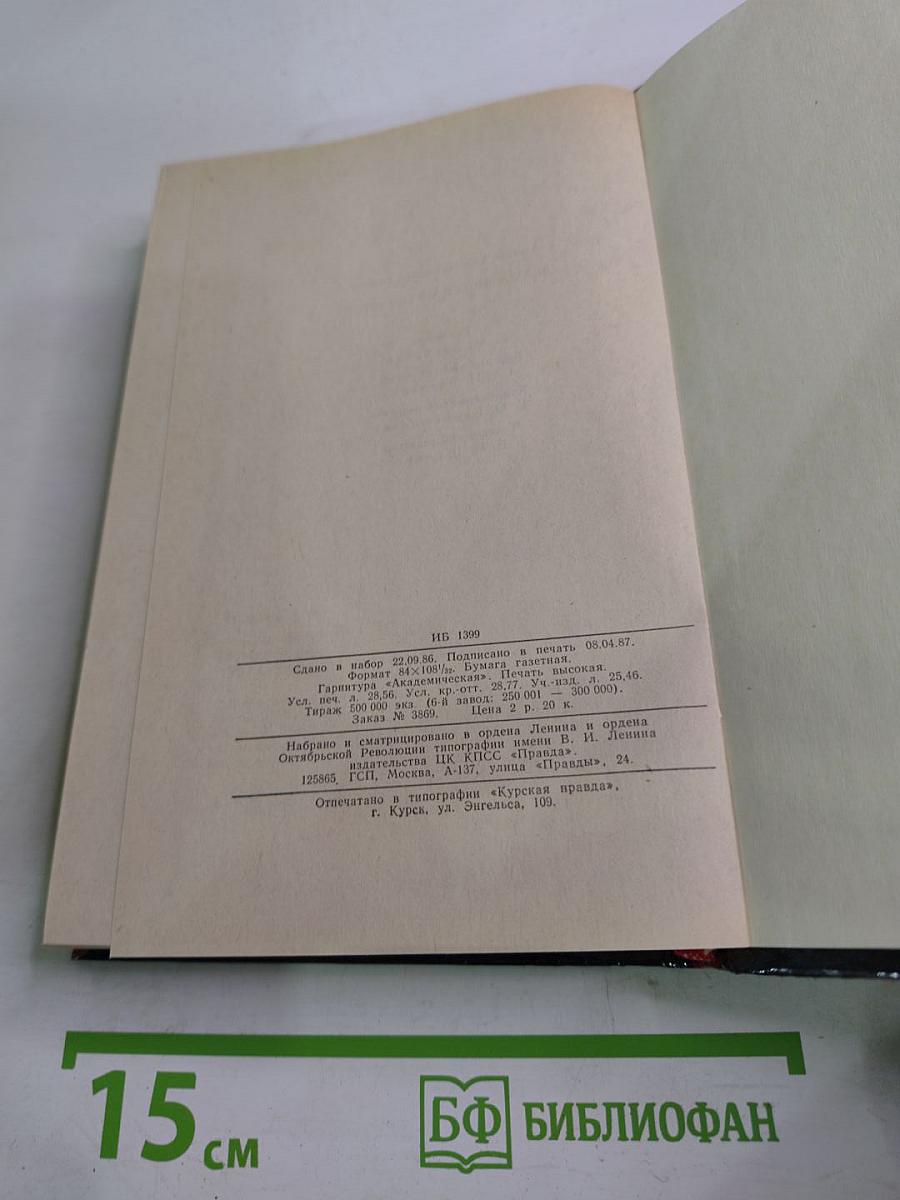 ИБ 1399
Сдано в набор 22.09.86. Подписано в печать 08.04.87.
Формат 84×108¹/₃₂. Бумага газетная.
Гарнитура «Академическая». Печать высокая.
Усл. печ. л. 28,56. Усл. кр.-отт. 28,77. Уч.-изд. л. 25,46.
Тираж 500 000 экз. (6-й завод: 250 001 — 300 000).
Заказ № 3869. Цена 2 р. 20 к.
Набрано и сматрицировано в ордена Ленина и ордена
Октябрьской Революции типографии имени В. И. Ленина
издательства ЦК КПСС «Правда».
125865, ГСП, Москва, А-137, улица «Правды», 24.
Отпечатано в типографии «Курская правда»,
г. Курск, ул. Энгельса, 109.
15 см
БФ БИБЛИОФАН